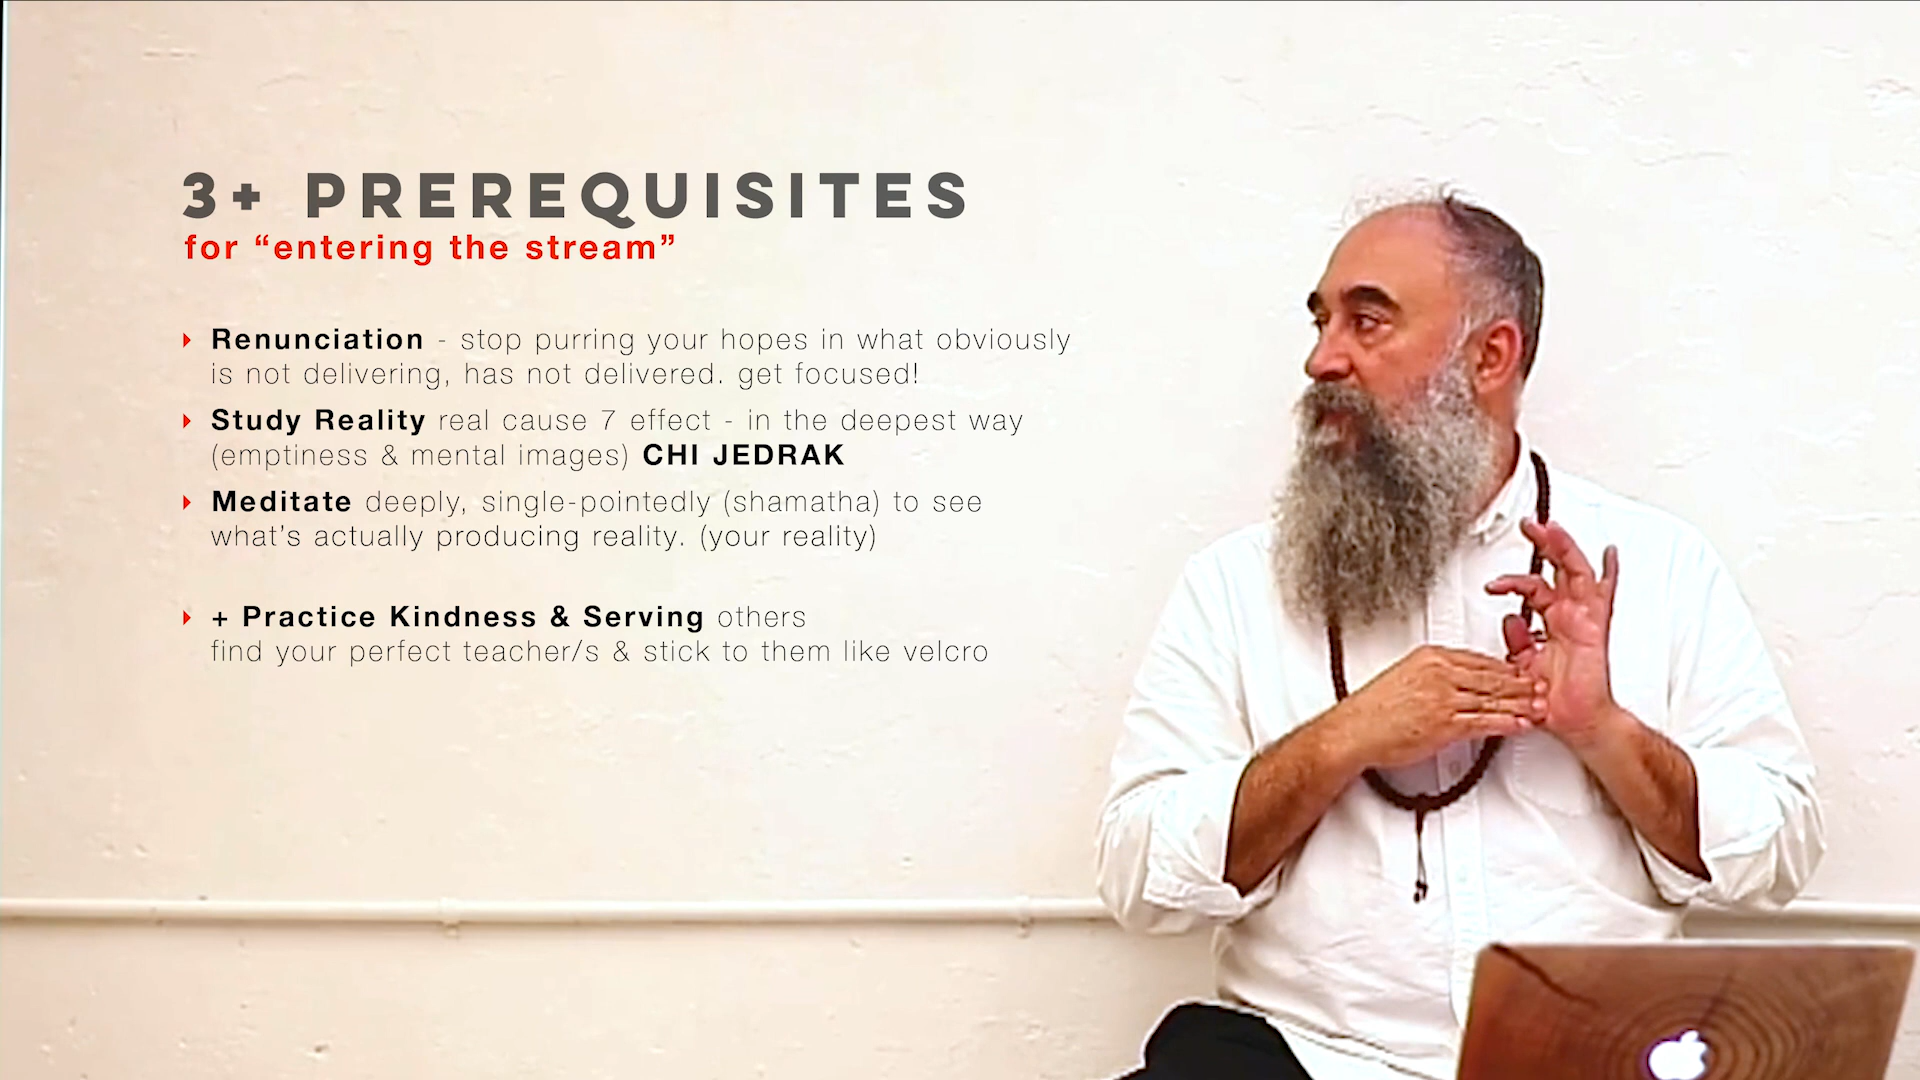 3+ PREREQUISITES
for “entering the stream”
Renunciation - stop purring your hopes in what obviously
is not delivering, has not delivered. get focused!
Study Reality real cause 7 effect - in the deepest way
(emptiness & mental images) CHI JEDRAK
Meditate deeply, single-pointedly (shamatha) to see
what's actually producing reality. (your reality)
+ Practice Kindness & Serving others
find your perfect teacher/s & stick to them like velcro